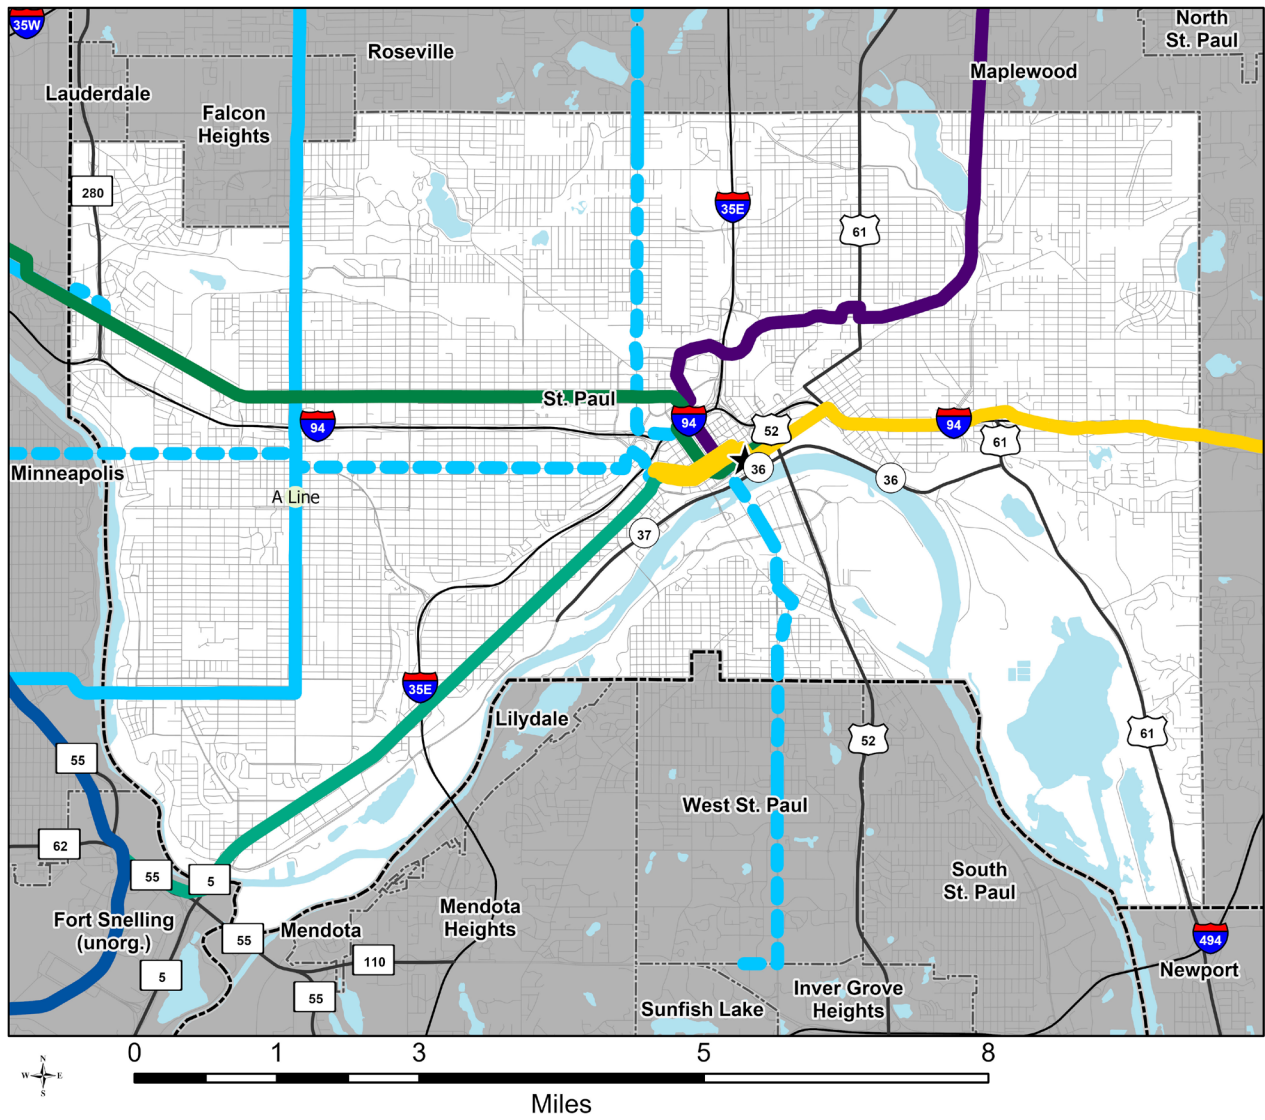 35W
North
St. Paul
Roseville
Maplewood
Lauderdale
Falcon
Heights
280
35E
61
St. Paul
94
94
52
94
61
Minneapolis
36
36
A Line
37
35E
Lilydale
55
52
61
West St. Paul
62
55
5
South
St. Paul
Fort Snelling
(unorg.)
Mendota
Mendota
Heights
55
110
494
5
55
Newport
Inver Grove
Heights
Sunfish Lake
0
1
3
5
8
N
W
E
S
Miles